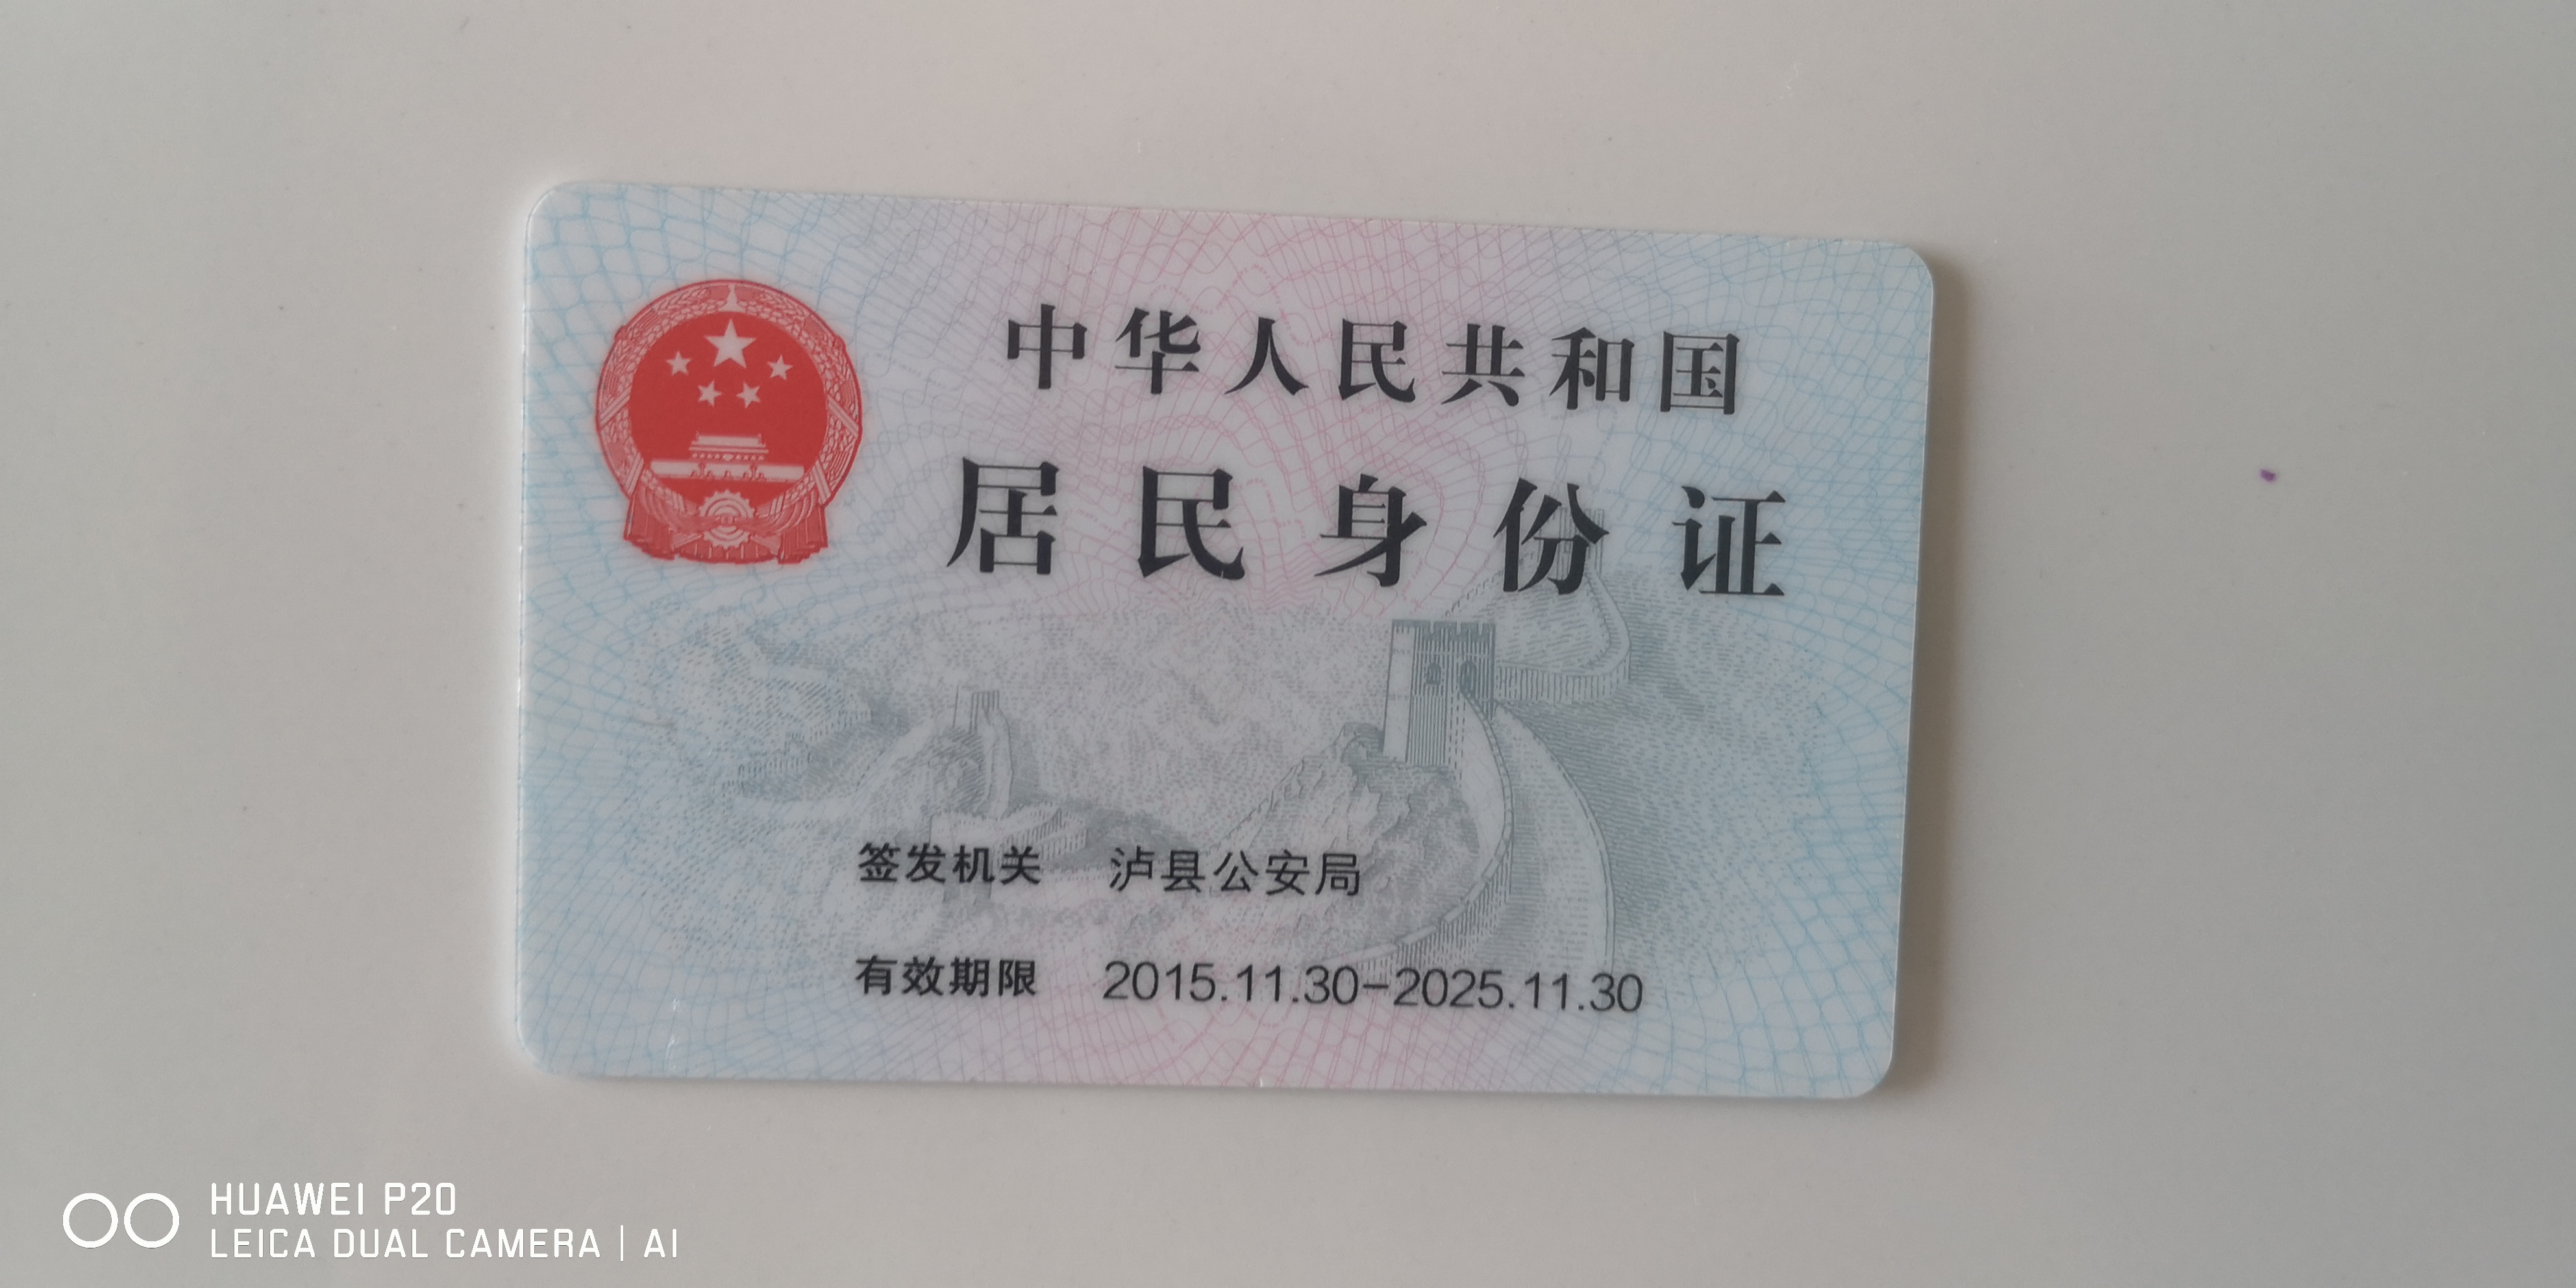 中华人民共和国
居民身份证
签发机关 泸县公安局
有效期限 2015.11.30-2025.11.30
HUAWEI P20
LEICA DUAL CAMERA | AI